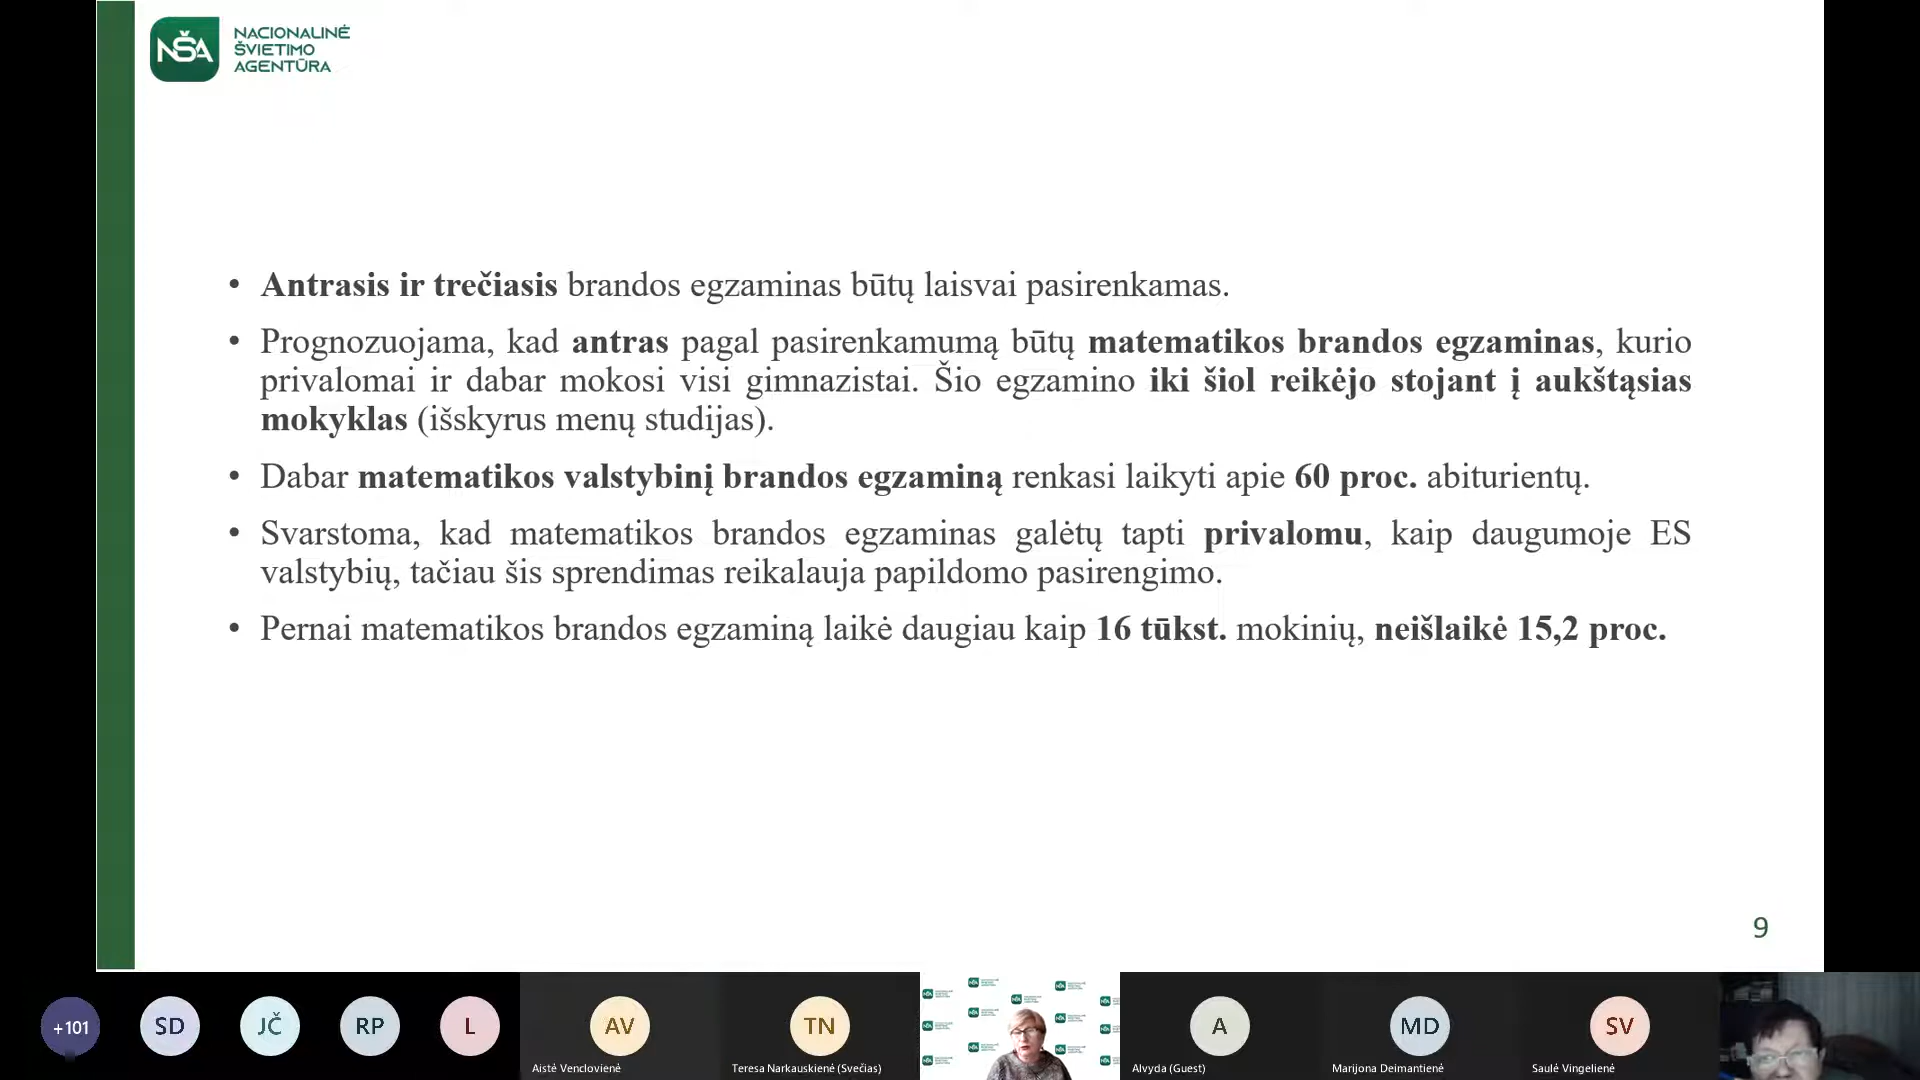 NŠA
NACIONALINĖ
ŠVIETIMO
AGENTŪRA
• Antrasis ir trečiasis brandos egzaminas būtų laisvai pasirenkamas.
• Prognozuojama, kad antras pagal pasirenkamumą būtų matematikos brandos egzaminas, kurio
privalomai ir dabar mokosi visi gimnazistai. Šio egzamino iki šiol reikėjo stojant į aukštąsias
mokyklas (išskyrus menų studijas).
• Dabar matematikos valstybinį brandos egzaminą renkasi laikyti apie 60 proc. abiturientų.
• Svarstoma, kad matematikos brandos egzaminas galėtų tapti privalomu, kaip daugumoje ES
valstybių, tačiau šis sprendimas reikalauja papildomo pasirengimo.
• Pernai matematikos brandos egzaminą laikė daugiau kaip 16 tūkst. mokinių, neišlaikė 15,2 proc.
9
+101
SD
JČ
RP
L
AV
TN
A
MD
SV
Aistė Venclovienė
Teresa Narkauskienė (Svečias)
Alvyda (Guest)
Marijona Deimantienė
Saulė Vingelienė